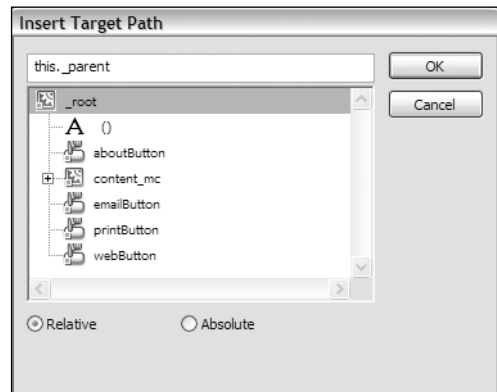 Insert Target Path
this._parent
OK
_root
Cancel
A ()
aboutButton
content_mc
emailButton
printButton
webButton
Relative
Absolute